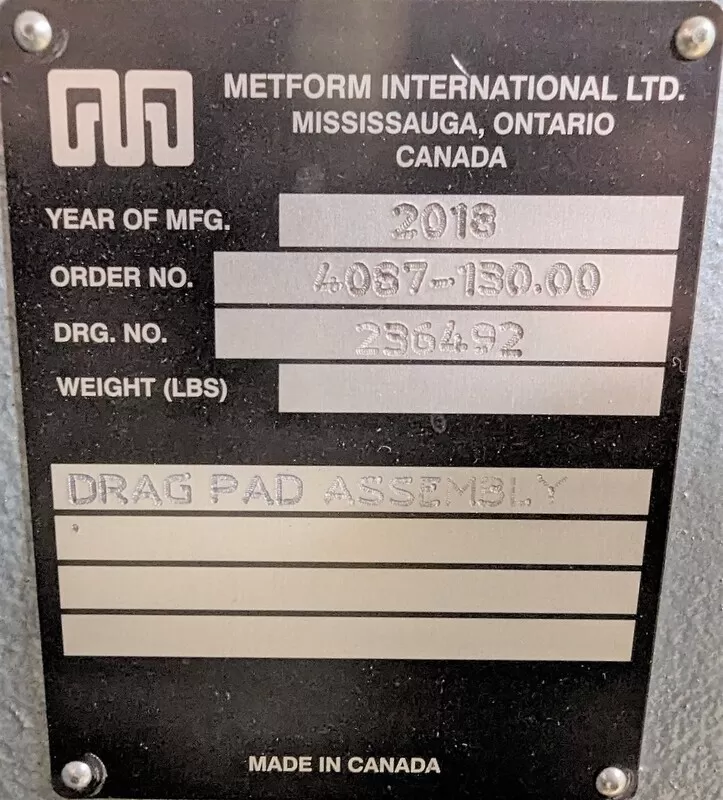 METFORM INTERNATIONAL LTD.
MISSISSAUGA, ONTARIO
CANADA
YEAR OF MFG. 2018
ORDER NO. 4087-130.00
DRG. NO. 236492
WEIGHT (LBS)
DRAG PAD ASSEMBLY
MADE IN CANADA